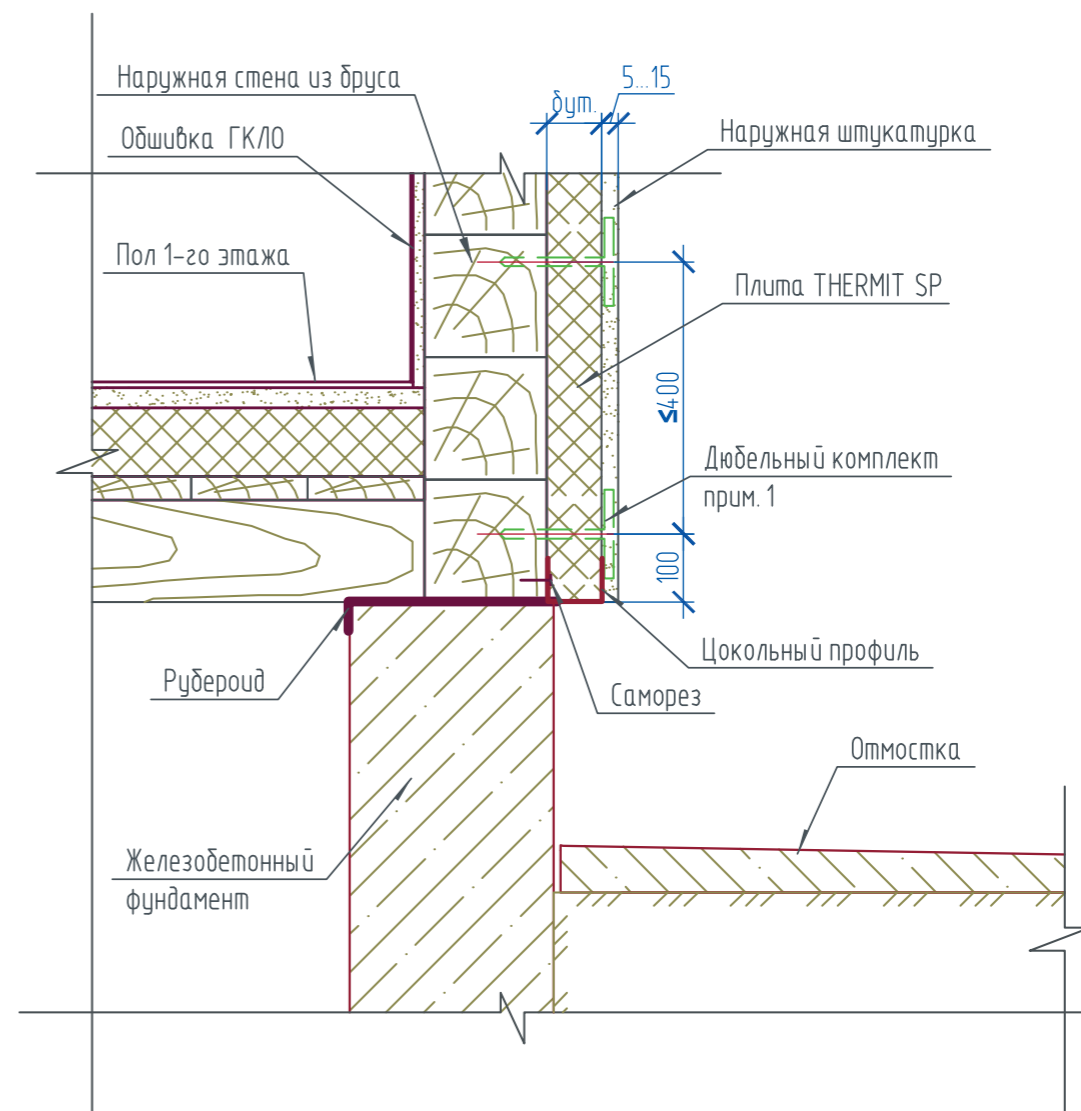 Наружная стена из бруса
δут.
5...15
Обшивка ГКЛО
Наружная штукатурка
Пол 1-го этажа
Плита THERMIT SP
≤400
Дюбельный комплект
прим. 1
100
Цокольный профиль
Рубероид
Саморез
Отмостка
Железобетонный
фундамент